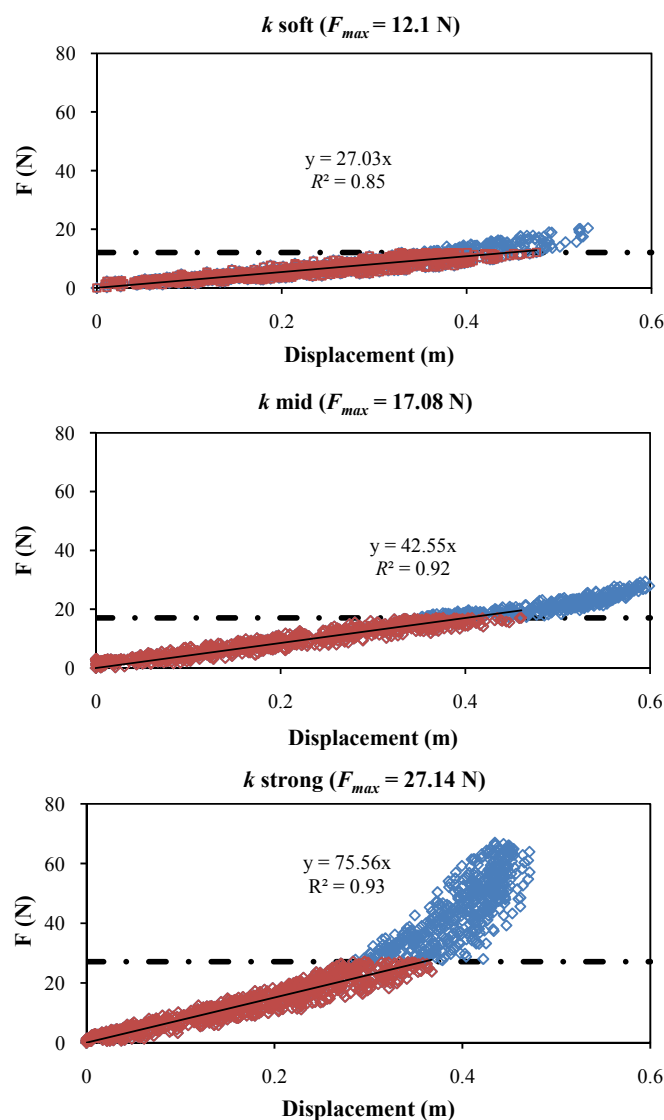 k soft (Fmax = 12.1 N)
80
60
40
20
0
F (N)
y = 27.03x
R² = 0.85
0 0.2 0.4 0.6
Displacement (m)
k mid (Fmax = 17.08 N)
80
60
40
20
0
F (N)
y = 42.55x
R² = 0.92
0 0.2 0.4 0.6
Displacement (m)
k strong (Fmax = 27.14 N)
80
60
40
20
0
F (N)
y = 75.56x
R² = 0.93
0 0.2 0.4 0.6
Displacement (m)